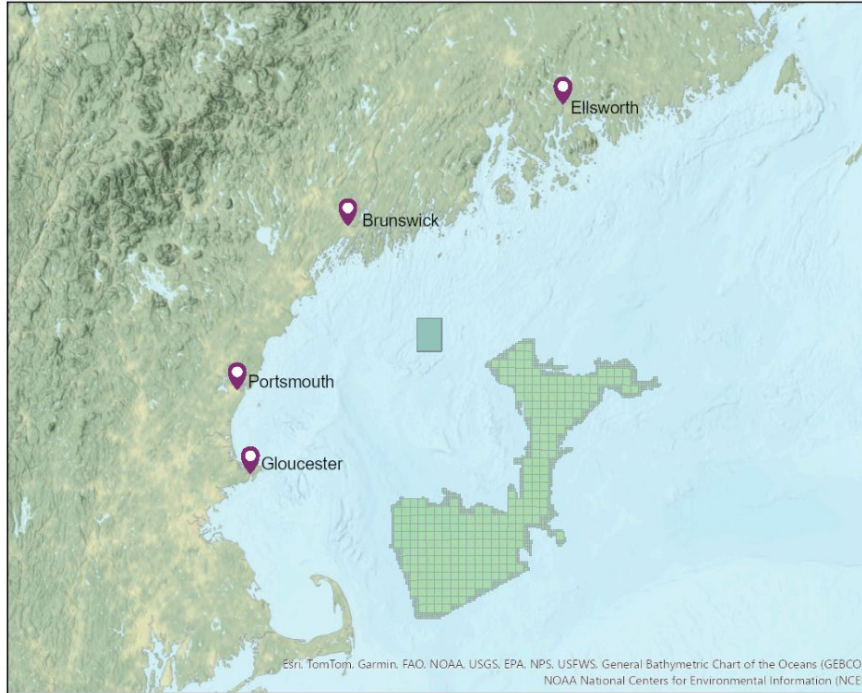 Ellsworth
Brunswick
Portsmouth
Gloucester
Esri, TomTom, Garmin, FAO, NOAA, USGS, EPA, NPS, USFWS, General Bathymetric Chart of the Oceans (GEBCO
NOAA National Centers for Environmental Information (NCE